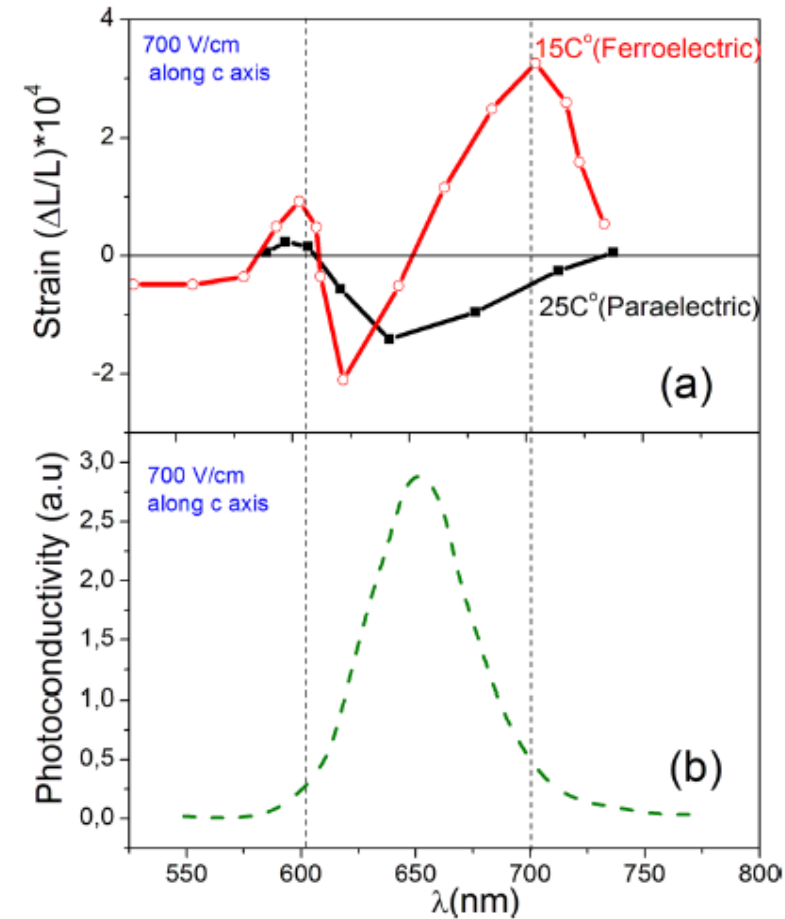 4
700 V/cm
along c axis
15C°(Ferroelectric)
2
0
-2
Strain (ΔL/L)*10⁴
25C°(Paraelectric)
(a)
3,0
2,5
2,0
1,5
1,0
0,5
0,0
Photoconductivity (a.u)
700 V/cm
along c axis
(b)
550 600 650 700 750 800
λ(nm)